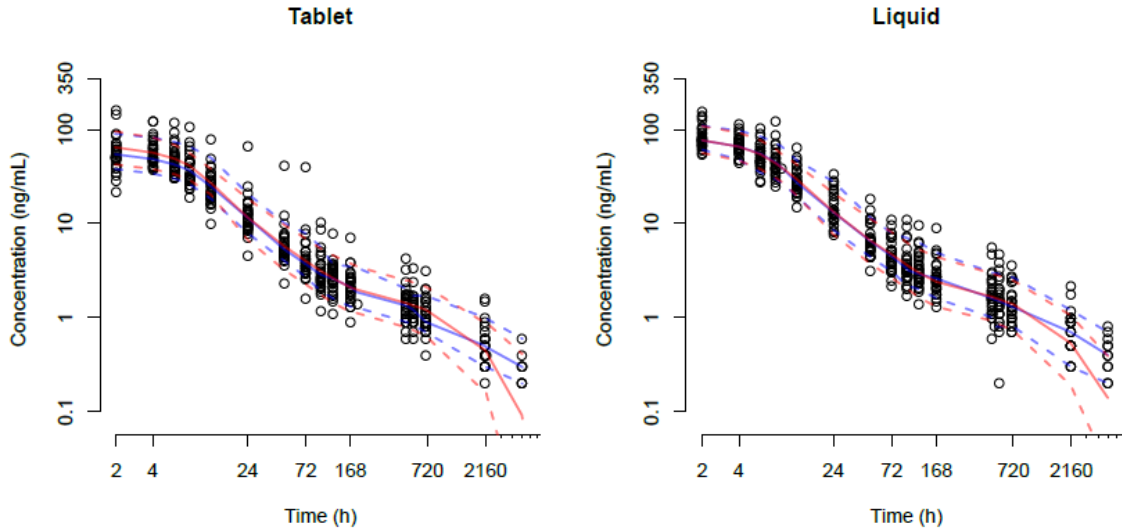 Tablet
Liquid
Concentration (ng/mL)
350
100
10
1
0.1
2 4 24 72 168 720 2160
Time (h)
Concentration (ng/mL)
350
100
10
1
0.1
2 4 24 72 168 720 2160
Time (h)